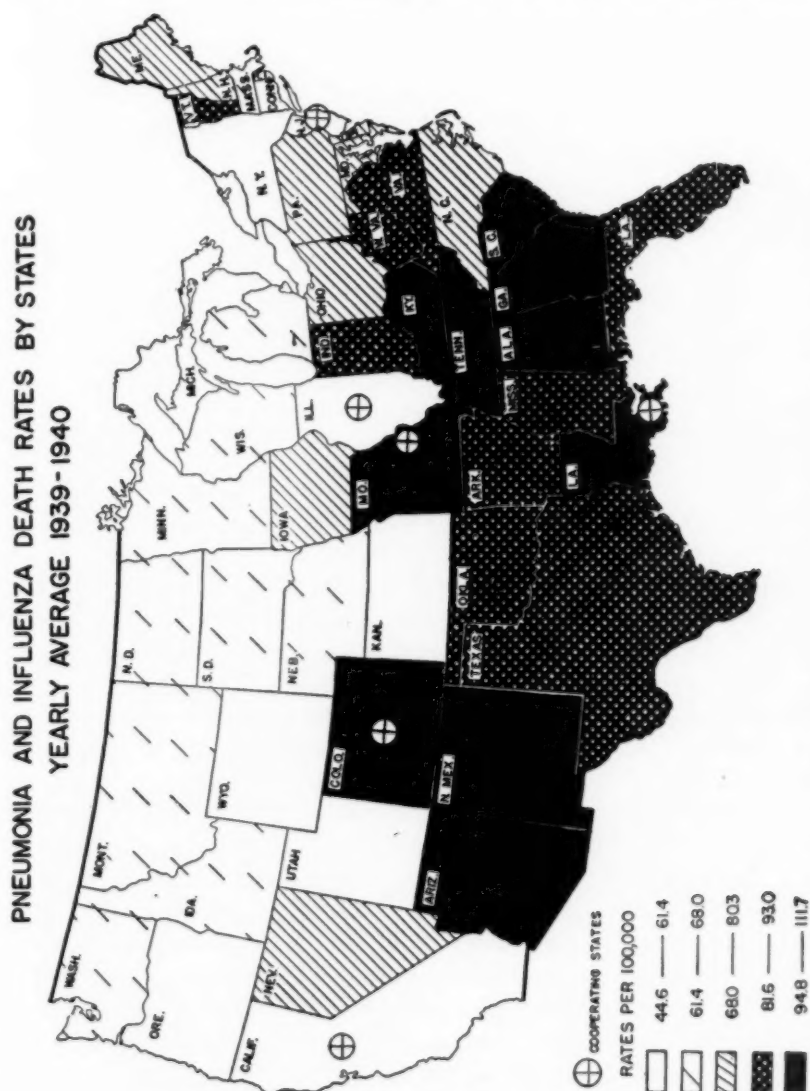 PNEUMONIA AND INFLUENZA DEATH RATES BY STATES
YEARLY AVERAGE 1939-1940
WASH.
MONT.
N. D.
MINN.
ME.
ORE.
IDA.
S. D.
WIS.
MICH.
VT.
N.H.
MASS.
CONN.
N. Y.
WYO.
NEB.
IOWA
PA.
N.J.
CALIF.
NEV.
UTAH
COLO.
KAN.
MO.
ILL.
IND.
OHIO
MD.
W. VA.
VA.
KY.
ARIZ.
N. MEX.
OKLA.
ARK.
TENN.
N. C.
TEXAS
LA.
MISS.
ALA.
GA.
S. C.
FLA.
COOPERATING STATES
RATES PER 100,000
44.6 —— 61.4
61.4 —— 68.0
68.0 —— 80.3
81.6 —— 93.0
94.8 —— 111.7